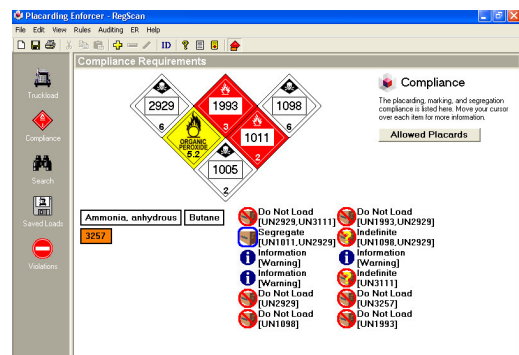 Placarding Enforcer - RegScan
File Edit View Rules Auditing ER Help
ID
Compliance Requirements
Truckload
Compliance
Search
Saved Loads
Violations
2929
6
1993
3
1098
6
ORGANIC
PEROXIDE
5.2
1011
2
1005
2
Compliance
The placarding, marking, and segregation
compliance is listed here. Move your cursor
over each item for more information.
Allowed Placards
Ammonia, anhydrous
Butane
3257
Do Not Load
[UN2929,UN3111]
Do Not Load
[UN1993,UN2929]
Segregate
[UN1011,UN2929]
Indefinite
[UN1098,UN2929]
Information
[Warning]
Information
[Warning]
Information
[Warning]
Indefinite
[UN3111]
Do Not Load
[UN2929]
Do Not Load
[UN3257]
Do Not Load
[UN1098]
Do Not Load
[UN1993]